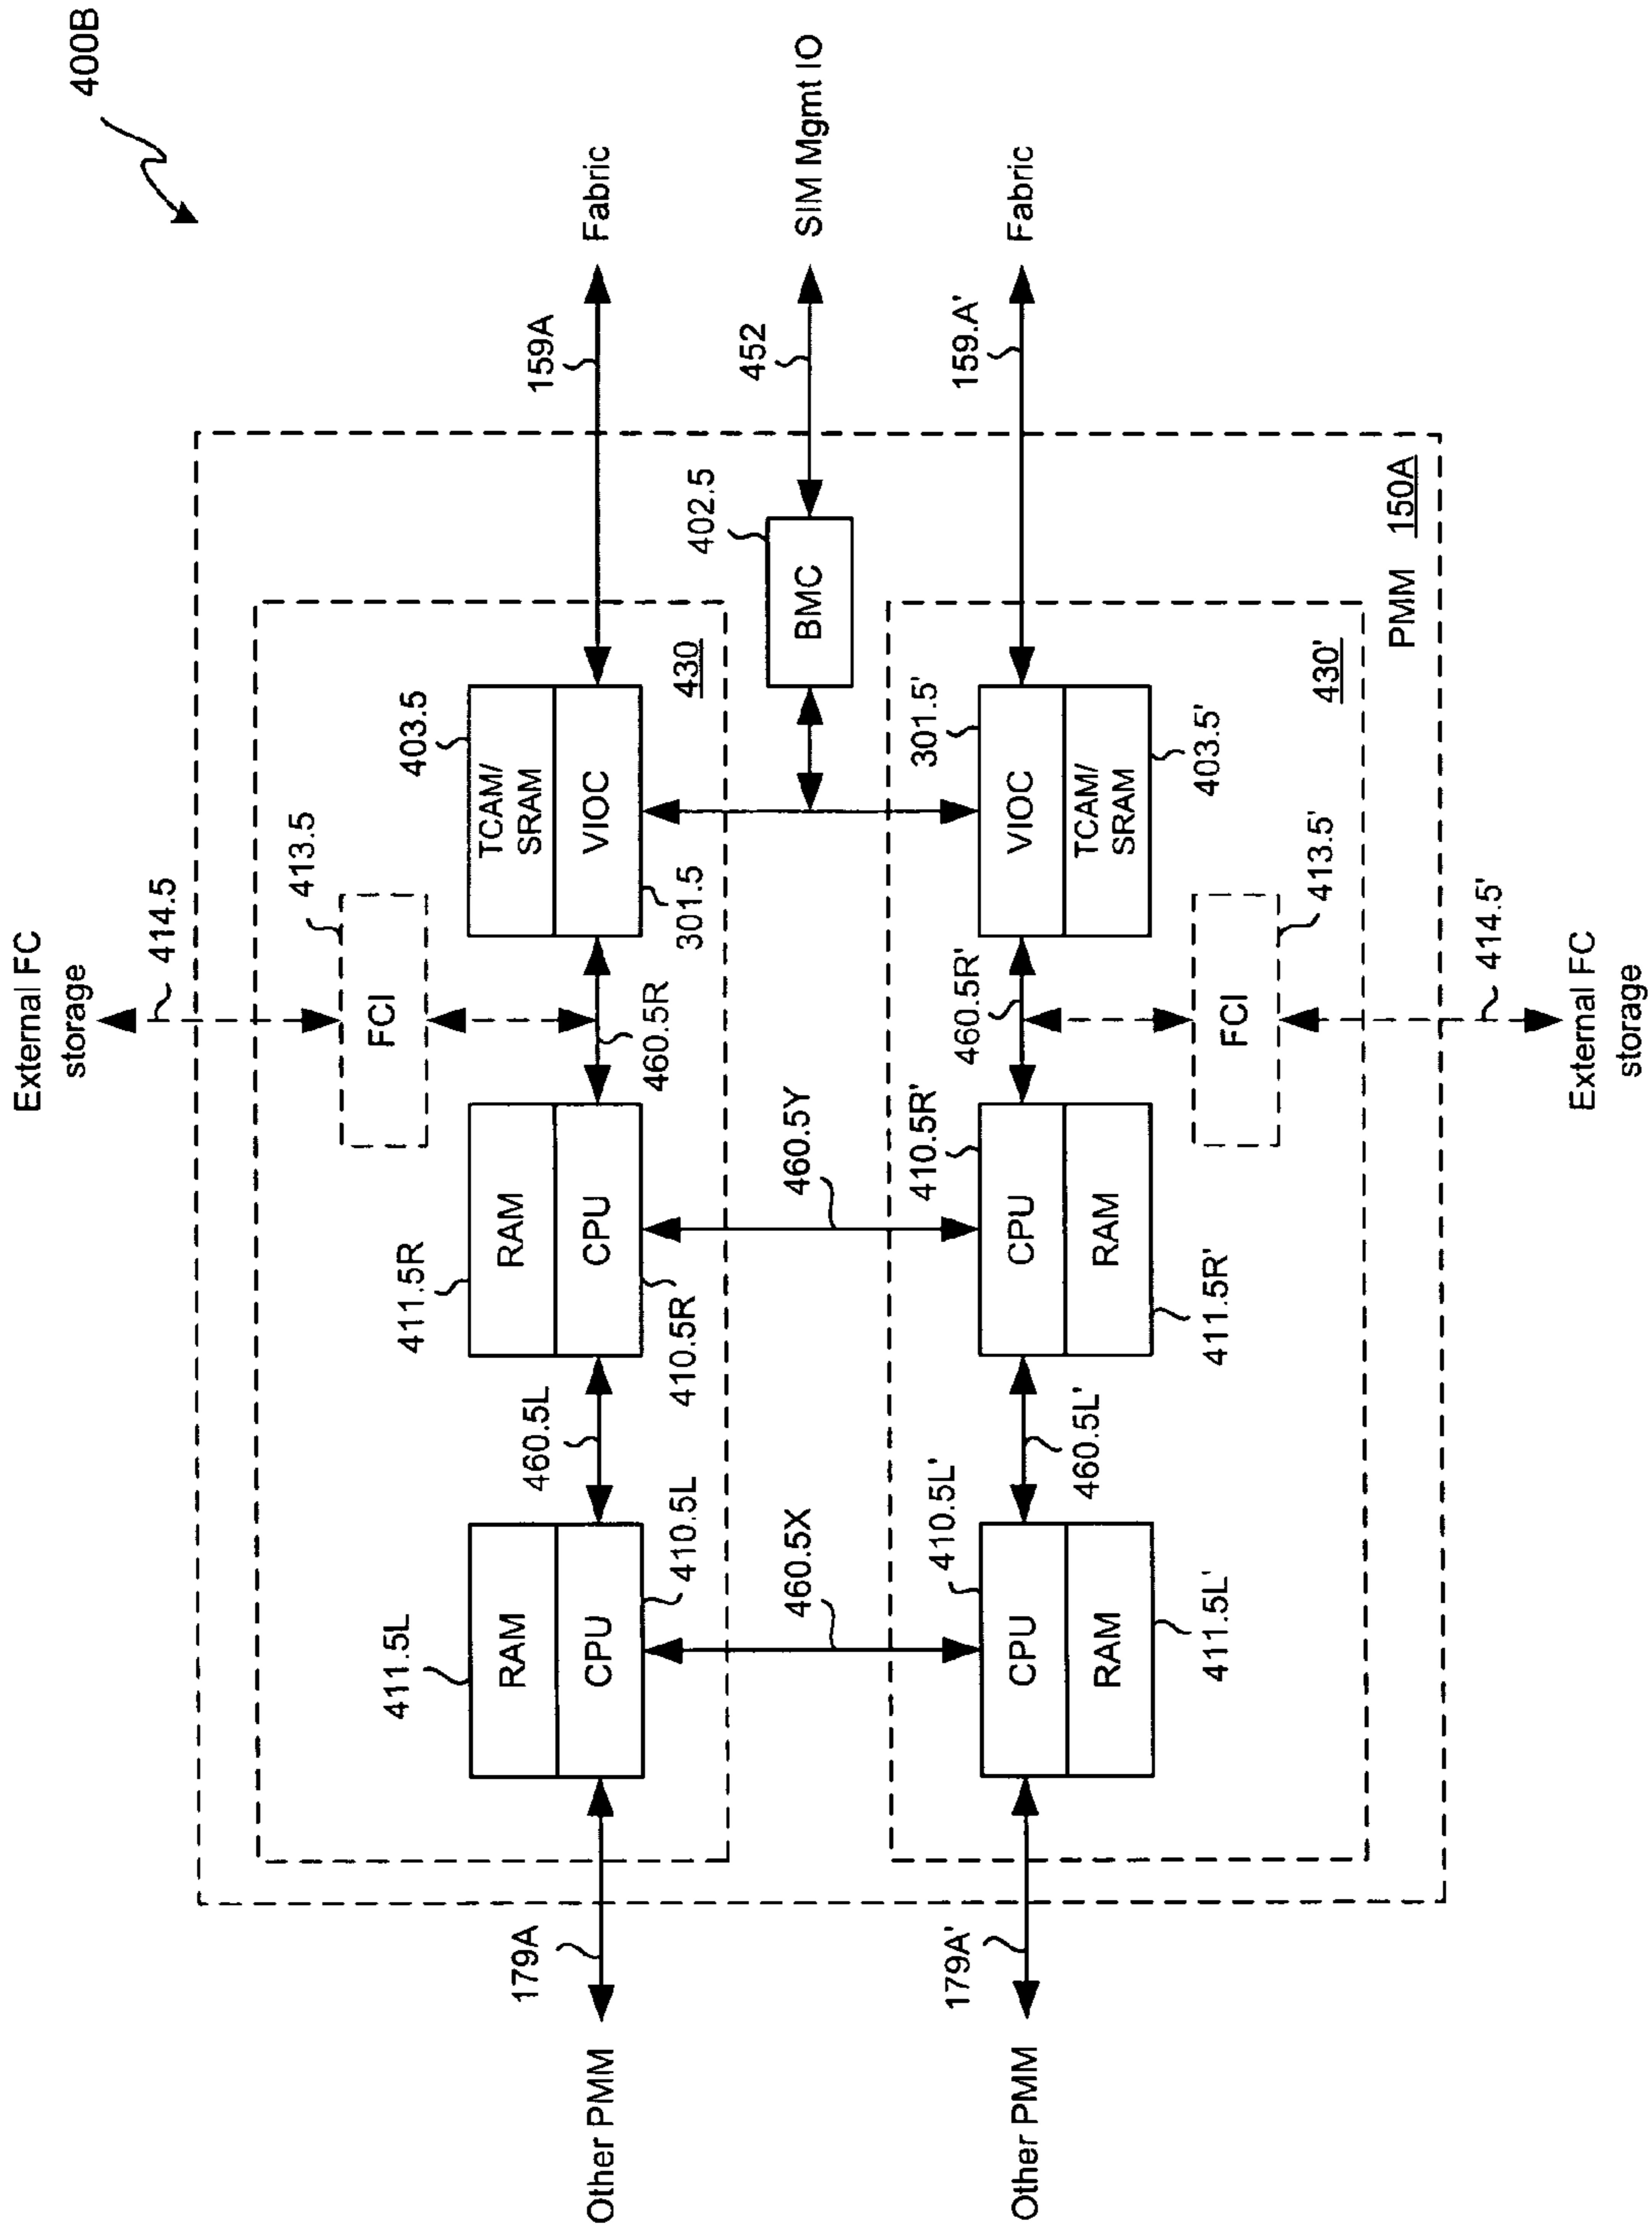 400B
External FC
storage
414.5
413.5
FCI
411.5L
411.5R
403.5
RAM
CPU
RAM
CPU
TCAM/
SRAM
VIOC
460.5L
460.5R
410.5L
410.5R
301.5
430
179A
Other PMM
159A
Fabric
460.5X
460.5Y
402.5
BMC
452
SIM Mgmt IO
410.5L'
410.5R'
460.5R'
301.5'
CPU
RAM
CPU
RAM
VIOC
TCAM/
SRAM
460.5L'
411.5L'
411.5R'
403.5'
430'
179A'
Other PMM
159.A'
Fabric
FCI
413.5'
PMM 150A
414.5'
External FC
storage